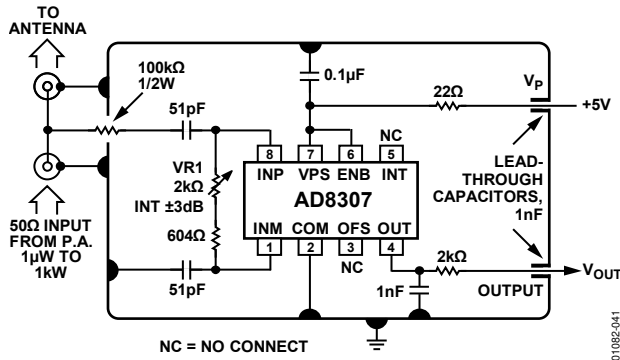 TO
ANTENNA
100kΩ
1/2W
51pF
0.1µF
22Ω
VP
+5V
NC
8
7
6
5
INP
VPS
ENB
INT
AD8307
INM
COM
OFS
OUT
1
2
3
4
NC
VR1
2kΩ
INT ±3dB
604Ω
LEAD-
THROUGH
CAPACITORS,
1nF
50Ω INPUT
FROM P.A.
1µW TO
1kW
51pF
1nF
2kΩ
OUTPUT
VOUT
NC = NO CONNECT
01082-041